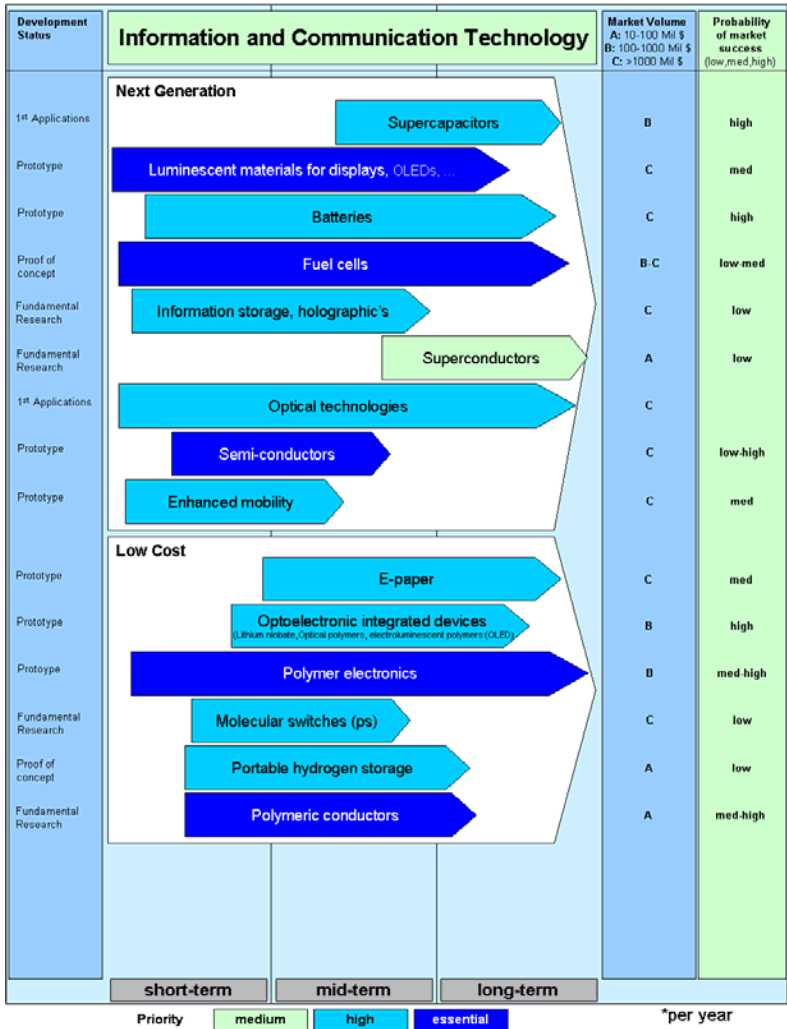 Development
Status
Information and Communication Technology
Market Volume
A: 10-100 Mil $
B: 100-1000 Mil $
C: >1000 Mil $
Probability
of market
success
(low,med,high)
Next Generation
1st Applications
Supercapacitors
B
high
Prototype
Luminescent materials for displays, OLEDs, ...
C
med
Prototype
Batteries
C
high
Proof of
concept
Fuel cells
B-C
low-med
Fundamental
Research
Information storage, holographic's
C
low
Fundamental
Research
Superconductors
A
low
1st Applications
Optical technologies
C
Prototype
Semi-conductors
C
low-high
Prototype
Enhanced mobility
C
med
Low Cost
Prototype
E-paper
C
med
Prototype
Optoelectronic integrated devices
(Lithium niobate,Optical polymers, electroluminescent polymers (OLED)
B
high
Protoype
Polymer electronics
B
med-high
Fundamental
Research
Molecular switches (ps)
C
low
Proof of
concept
Portable hydrogen storage
A
low
Fundamental
Research
Polymeric conductors
A
med-high
short-term
mid-term
long-term
Priority
medium
high
essential
*per year